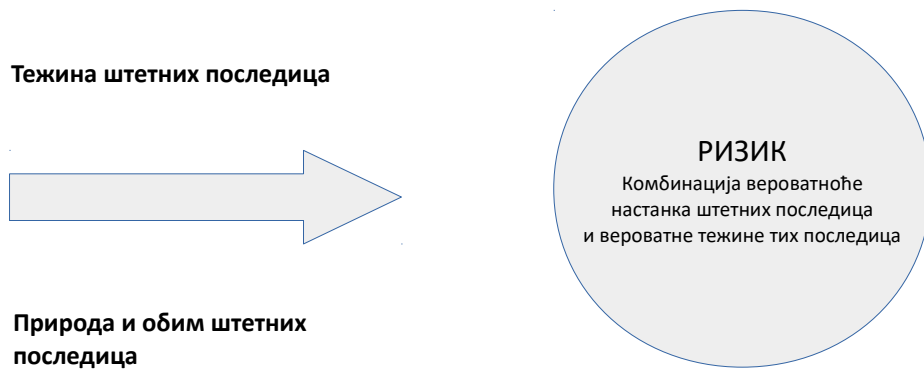 Тежина штетних последица
РИЗИК
Комбинација вероватноће
настанка штетних последица
и вероватне тежине тих последица
Природа и обим штетних
последица